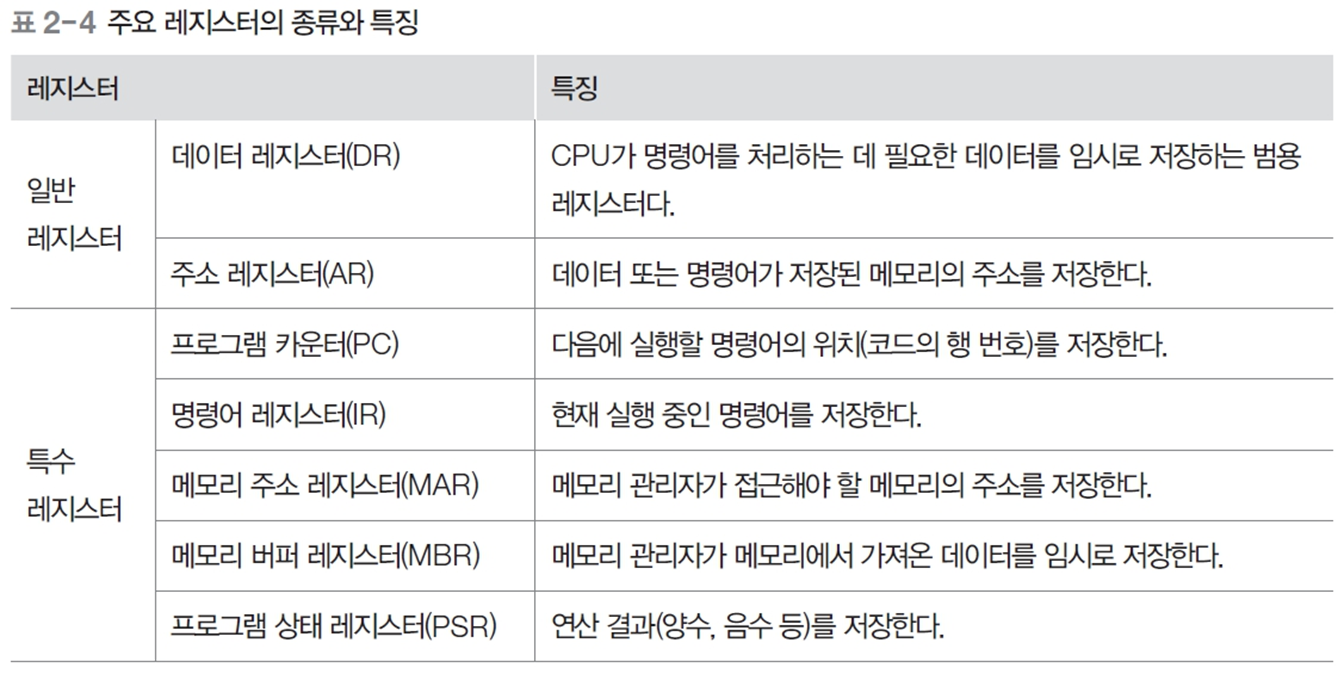 표 2-4 주요 레지스터의 종류와 특징
레지스터 특징
일반
레지스터
데이터 레지스터(DR) CPU가 명령어를 처리하는 데 필요한 데이터를 임시로 저장하는 범용
레지스터다.
주소 레지스터(AR) 데이터 또는 명령어가 저장된 메모리의 주소를 저장한다.
특수
레지스터
프로그램 카운터(PC) 다음에 실행할 명령어의 위치(코드의 행 번호)를 저장한다.
명령어 레지스터(IR) 현재 실행 중인 명령어를 저장한다.
메모리 주소 레지스터(MAR) 메모리 관리자가 접근해야 할 메모리의 주소를 저장한다.
메모리 버퍼 레지스터(MBR) 메모리 관리자가 메모리에서 가져온 데이터를 임시로 저장한다.
프로그램 상태 레지스터(PSR) 연산 결과(양수, 음수 등)를 저장한다.